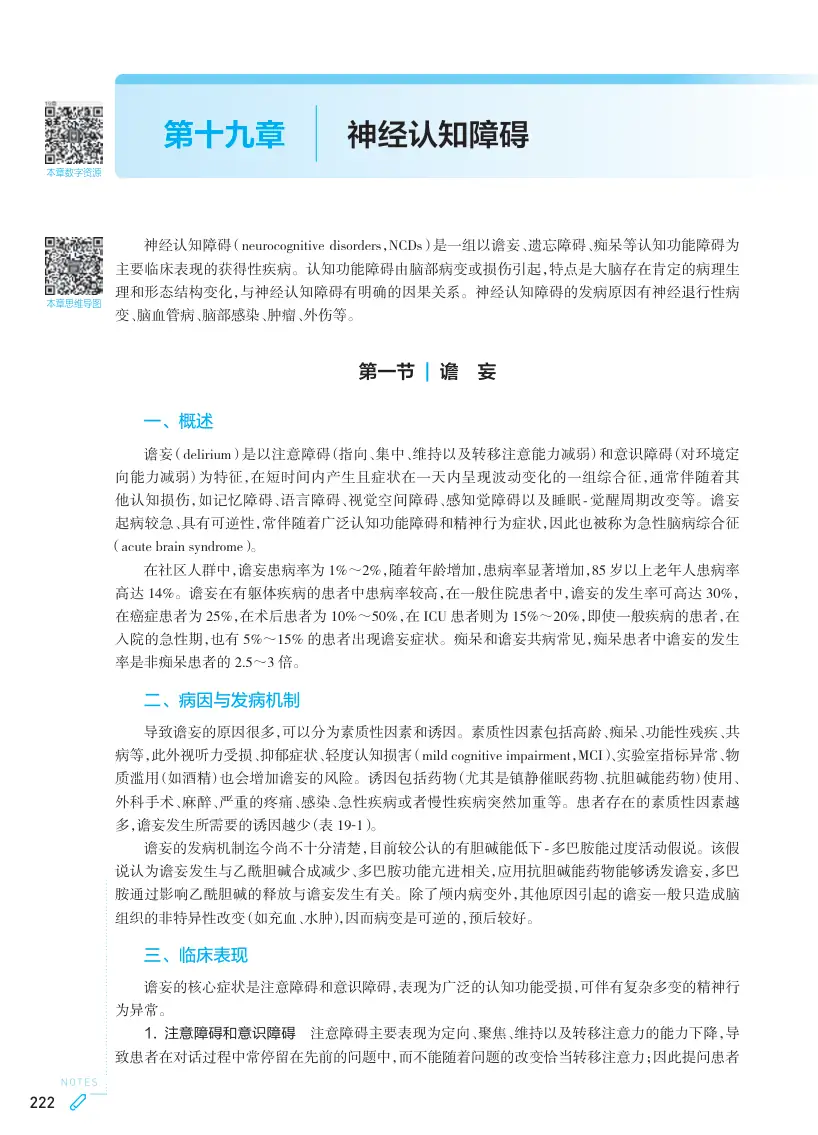 第十九章
神经认知障碍
本章数字资源
本章思维导图
神经认知障碍（neurocognitive disorders，NCDs）是一组以谵妄、遗忘障碍、痴呆等认知功能障碍为
主要临床表现的获得性疾病。认知功能障碍由脑部病变或损伤引起，特点是大脑存在肯定的病理生
理和形态结构变化，与神经认知障碍有明确的因果关系。神经认知障碍的发病原因有神经退行性病
变、脑血管病、脑部感染、肿瘤、外伤等。
第一节 | 谵　妄
一、概述
谵妄（delirium）是以注意障碍（指向、集中、维持以及转移注意能力减弱）和意识障碍（对环境定
向能力减弱）为特征，在短时间内产生且症状在一天内呈现波动变化的一组综合征，通常伴随着其
他认知损伤，如记忆障碍、语言障碍、视觉空间障碍、感知觉障碍以及睡眠-觉醒周期改变等。谵妄
起病较急、具有可逆性，常伴随着广泛认知功能障碍和精神行为症状，因此也被称为急性脑病综合征
（acute brain syndrome）。
在社区人群中，谵妄患病率为 1%～2%，随着年龄增加，患病率显著增加，85 岁以上老年人患病率
高达 14%。谵妄在有躯体疾病的患者中患病率较高，在一般住院患者中，谵妄的发生率可高达 30%，
在癌症患者为 25%，在术后患者为 10%～50%，在 ICU 患者则为 15%～20%，即使一般疾病的患者，在
入院的急性期，也有 5%～15% 的患者出现谵妄症状。痴呆和谵妄共病常见，痴呆患者中谵妄的发生
率是非痴呆患者的 2.5～3 倍。
二、病因与发病机制
导致谵妄的原因很多，可以分为素质性因素和诱因。素质性因素包括高龄、痴呆、功能性残疾、共
病等，此外视听力受损、抑郁症状、轻度认知损害（mild cognitive impairment，MCI）、实验室指标异常、物
质滥用（如酒精）也会增加谵妄的风险。诱因包括药物（尤其是镇静催眠药物、抗胆碱能药物）使用、
外科手术、麻醉、严重的疼痛、感染、急性疾病或者慢性疾病突然加重等。患者存在的素质性因素越
多，谵妄发生所需要的诱因越少（表 19-1）。
谵妄的发病机制迄今尚不十分清楚，目前较公认的有胆碱能低下-多巴胺能过度活动假说。该假
说认为谵妄发生与乙酰胆碱合成减少、多巴胺功能亢进相关，应用抗胆碱能药物能够诱发谵妄，多巴
胺通过影响乙酰胆碱的释放与谵妄发生有关。除了颅内病变外，其他原因引起的谵妄一般只造成脑
组织的非特异性改变（如充血、水肿），因而病变是可逆的，预后较好。
三、临床表现
谵妄的核心症状是注意障碍和意识障碍，表现为广泛的认知功能受损，可伴有复杂多变的精神行
为异常。
1. 注意障碍和意识障碍　注意障碍主要表现为定向、聚焦、维持以及转移注意力的能力下降，导
致患者在对话过程中常停留在先前的问题中，而不能随着问题的改变恰当转移注意力；因此提问患者
NOTES
222